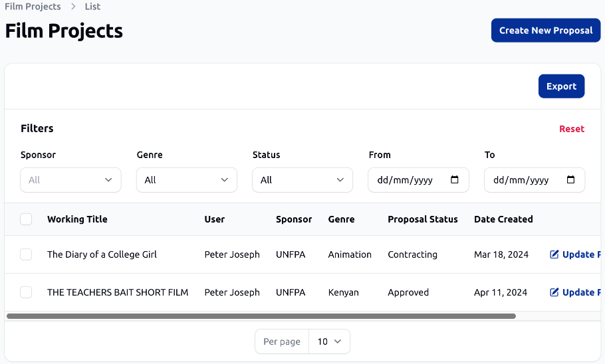 Film Projects > List
Film Projects
Create New Proposal
Export
Filters
Reset
Sponsor Genre Status From To
All All All dd/mm/yyyy dd/mm/yyyy
Working Title User Sponsor Genre Proposal Status Date Created
The Diary of a College Girl Peter Joseph UNFPA Animation Contracting Mar 18, 2024 Update
THE TEACHERS BAIT SHORT FILM Peter Joseph UNFPA Kenyan Approved Apr 11, 2024 Update
Per page 10